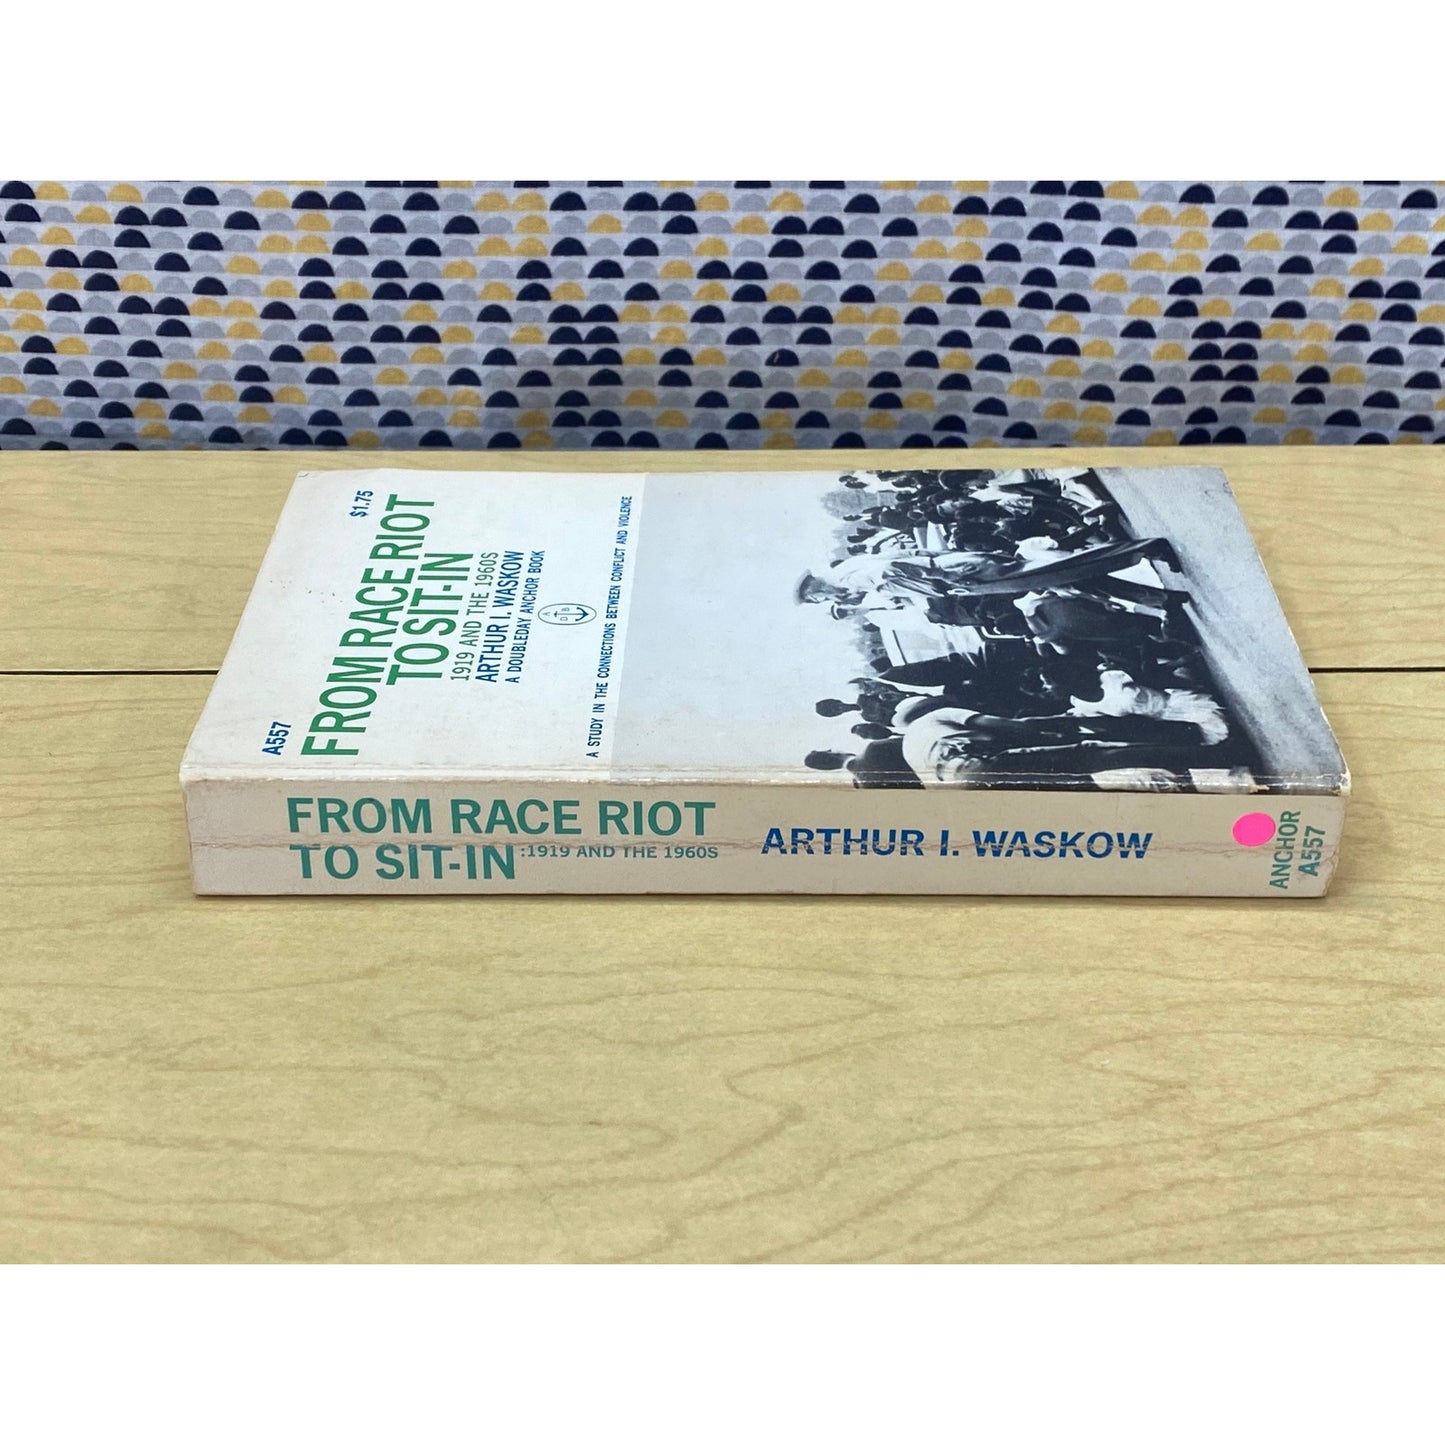 A557
$1.75
FROM RACE RIOT
TO SIT-IN
1919 AND THE 1960S
ARTHUR I. WASKOW
A DOUBLEDAY ANCHOR BOOK
A
D B
A STUDY IN THE CONNECTIONS BETWEEN CONFLICT AND VIOLENCE
FROM RACE RIOT
TO SIT-IN :1919 AND THE 1960S
ARTHUR I. WASKOW
ANCHOR
A557